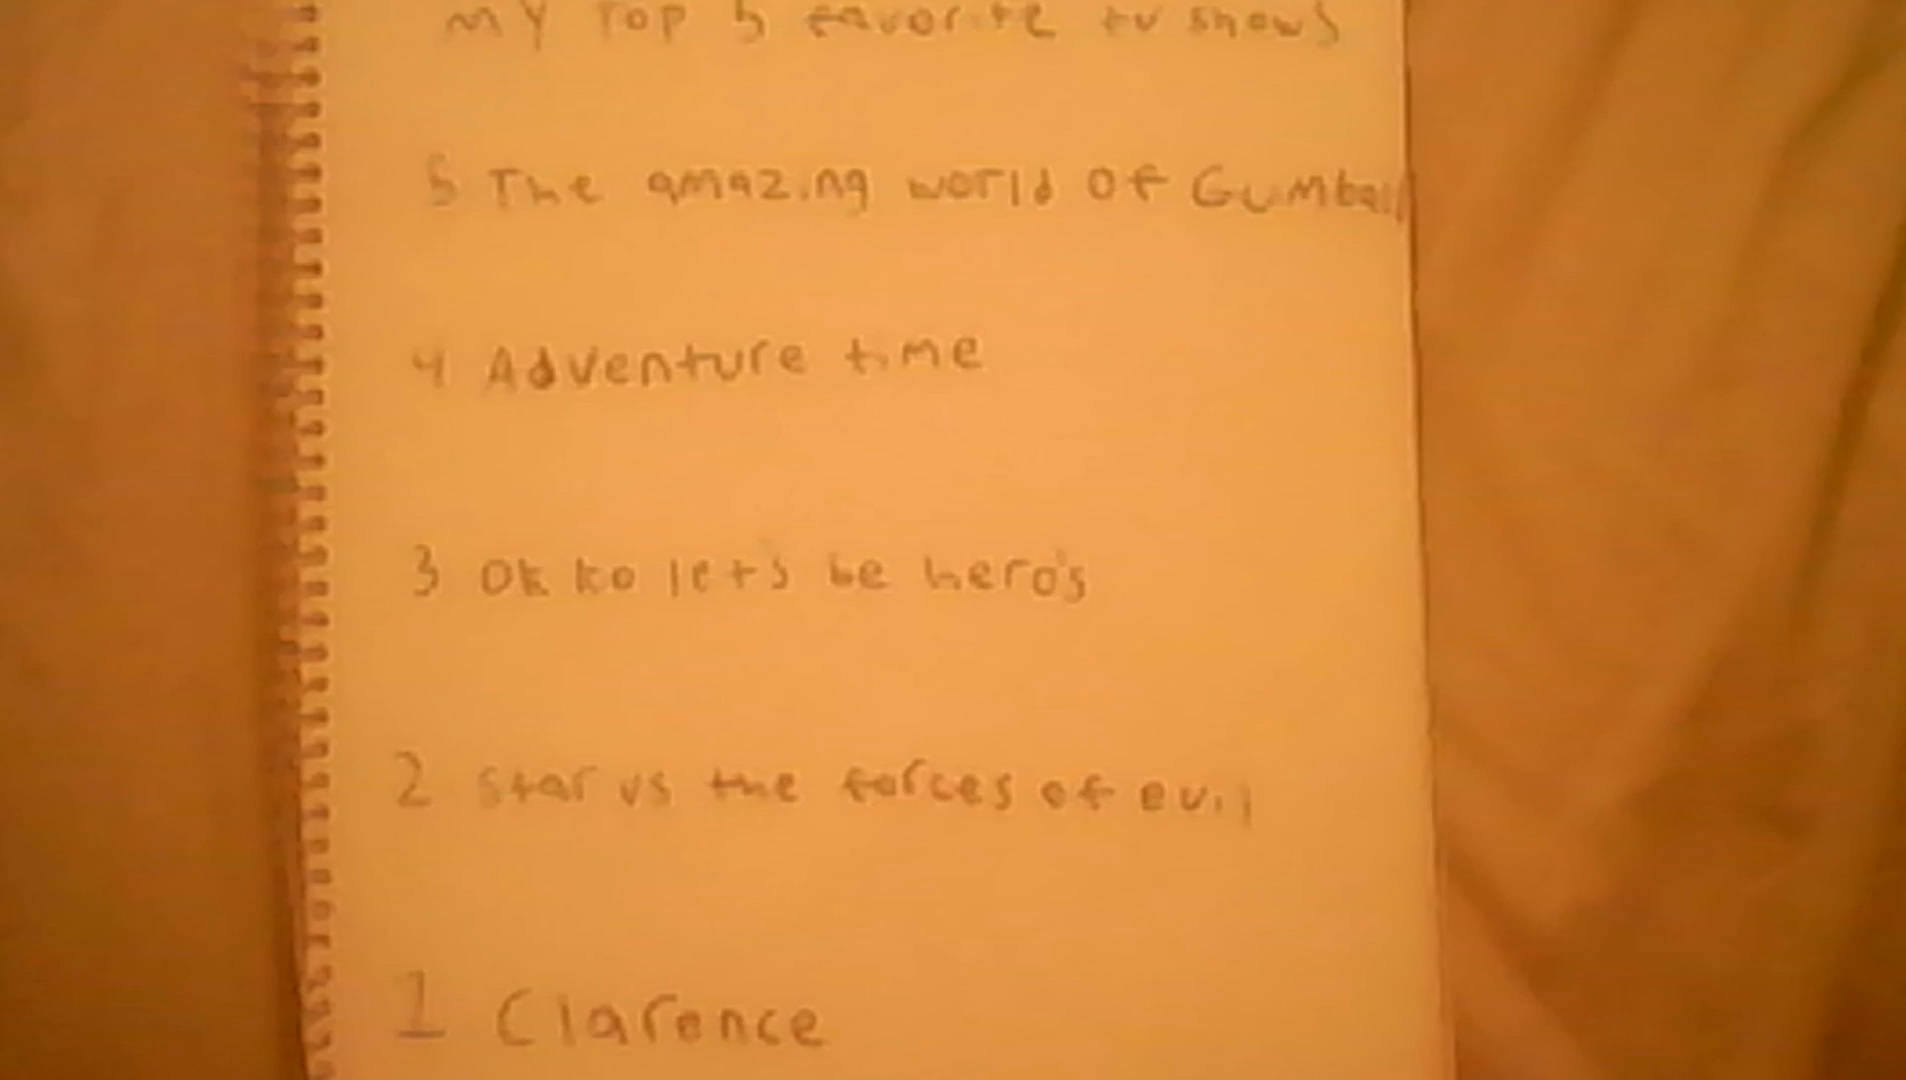 My Top 5 favorite tv shows
5 The amazing world of Gumball
4 Adventure time
3 Ok ko let's be hero's
2 Star vs the forces of evil
1 Clarence